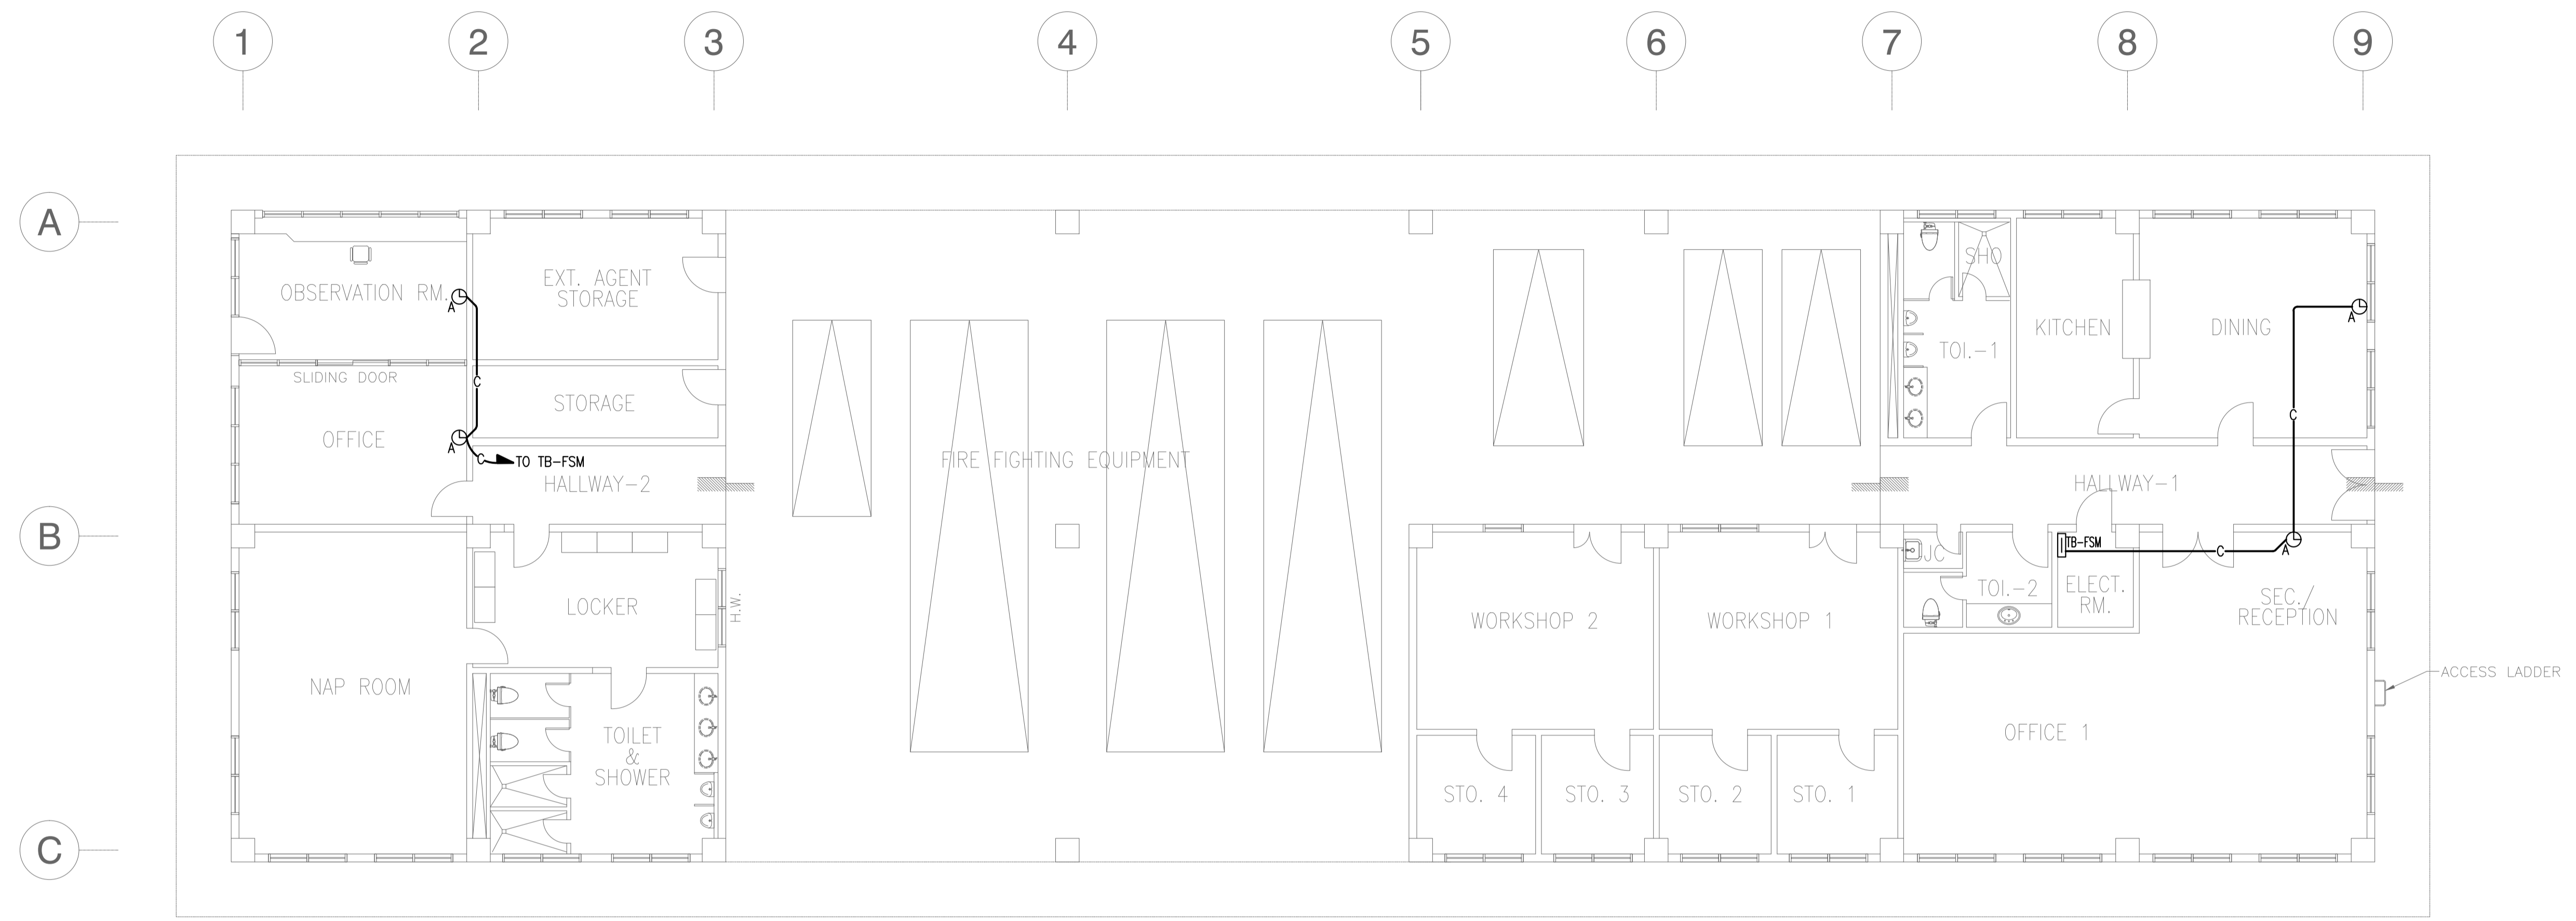 1
2
3
4
5
6
7
8
9
A
B
C
OBSERVATION RM.
A
EXT. AGENT
STORAGE
SHO
KITCHEN
DINING
A
TOI.-1
SLIDING DOOR
C
STORAGE
C
OFFICE
A
C
TO TB-FSM
HALLWAY-2
FIRE FIGHTING EQUIPMENT
HALLWAY-1
JC
TB-FSM
C
A
TOI.-2
ELECT.
RM.
SEC./
RECEPTION
LOCKER
H.W.
WORKSHOP 2
WORKSHOP 1
NAP ROOM
ACCESS LADDER
TOILET
&
SHOWER
OFFICE 1
STO. 4
STO. 3
STO. 2
STO. 1